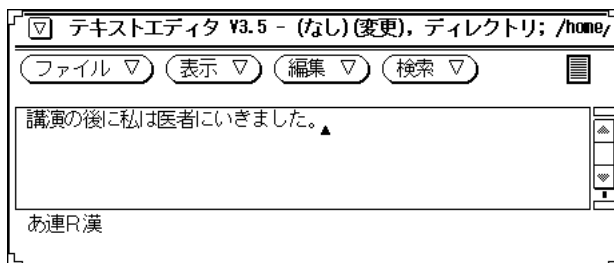 テキストエディタ V3.5 - (なし)(変更), ディレクトリ; /home/
ファイル ▽ 表示 ▽ 編集 ▽ 検索 ▽
講演の後に私は医者にいきました。
あ連R漢